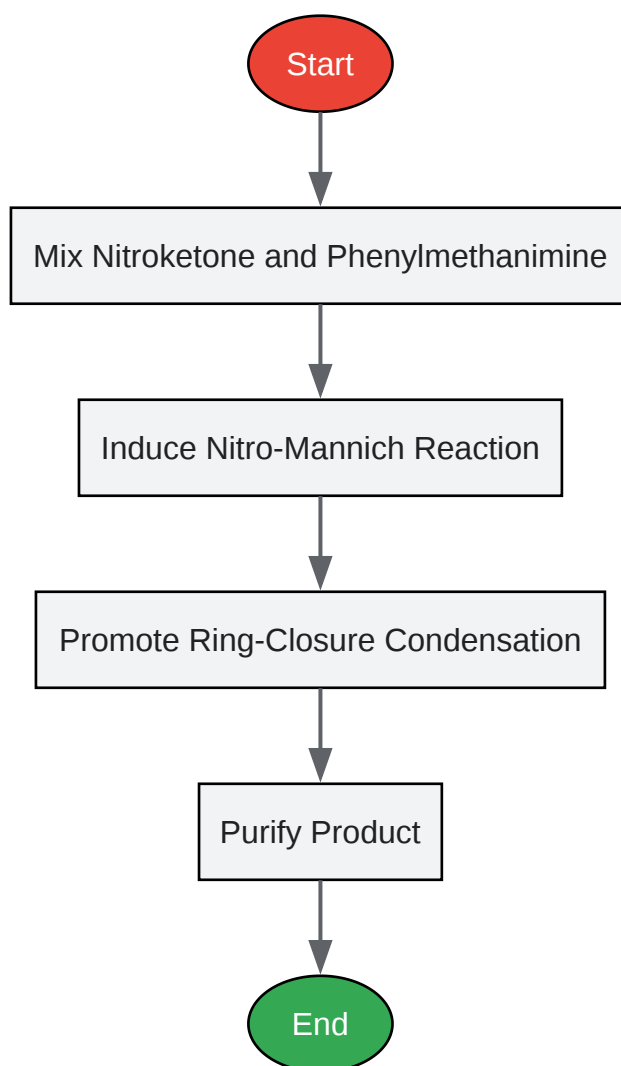 Start
Mix Nitroketone and Phenylmethanimine
Induce Nitro-Mannich Reaction
Promote Ring-Closure Condensation
Purify Product
End